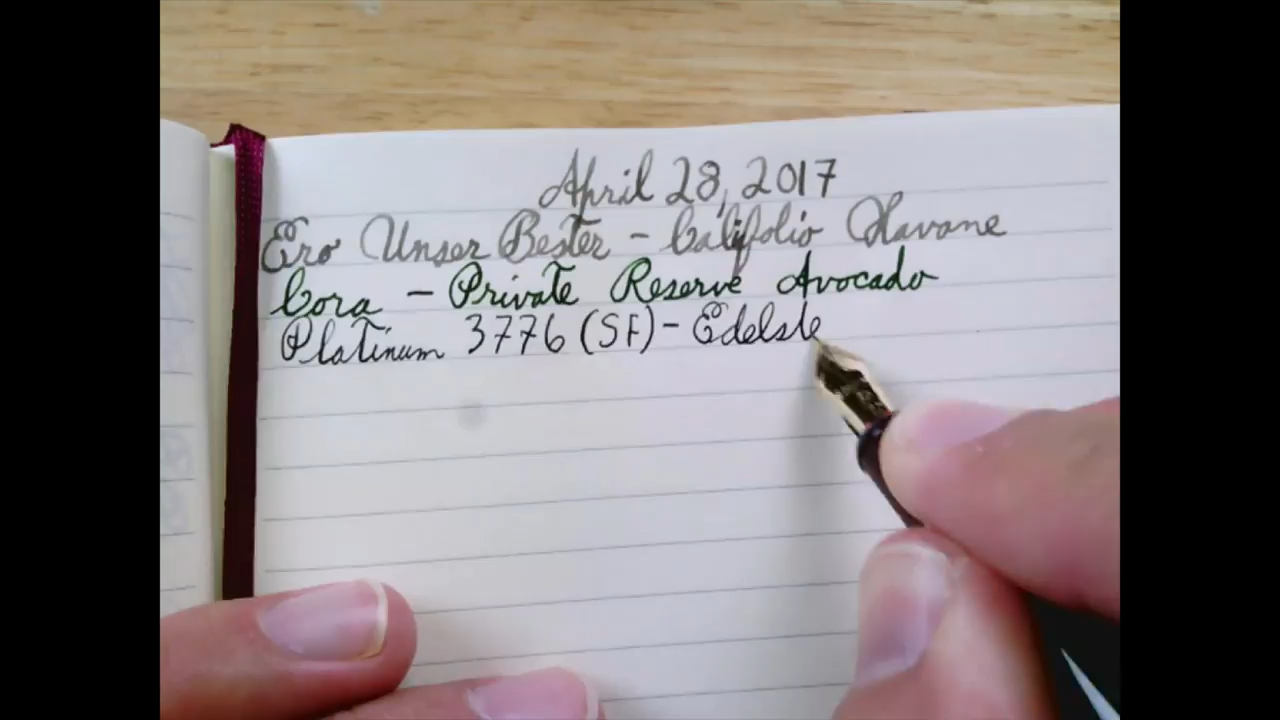 April 28, 2017
Ero Unser Bester - Califolio Havane
Cora - Private Reserve Avocado
Platinum 3776 (SF) - Edelste